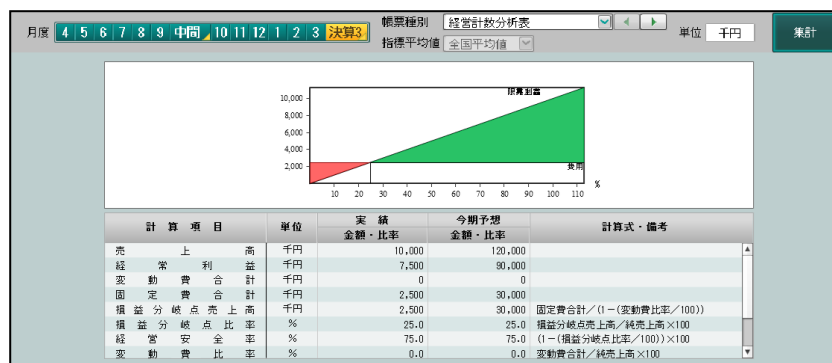 帳票種別 経営計数分析表
月度 4 5 6 7 8 9 中間 10 11 12 1 2 3 決算3 単位 千円 集計
指標平均値 全国平均値
限界利益
10,000
8,000
6,000
4,000
2,000
費用
10 20 30 40 50 60 70 80 90 100 110 %
計算項目 単位 実績 今期予想 計算式・備考
金額・比率 金額・比率
売上高 千円 10,000 120,000
経常利益 千円 7,500 90,000
変動費合計 千円 0 0
固定費合計 千円 2,500 30,000
損益分岐点売上高 千円 2,500 30,000 固定費合計/(1-(変動費比率/100))
損益分岐点比率 % 25.0 25.0 損益分岐点売上高/純売上高×100
経営安全率 % 75.0 75.0 (1-(損益分岐点比率/100))×100
変動費比率 % 0.0 0.0 変動費合計/純売上高×100